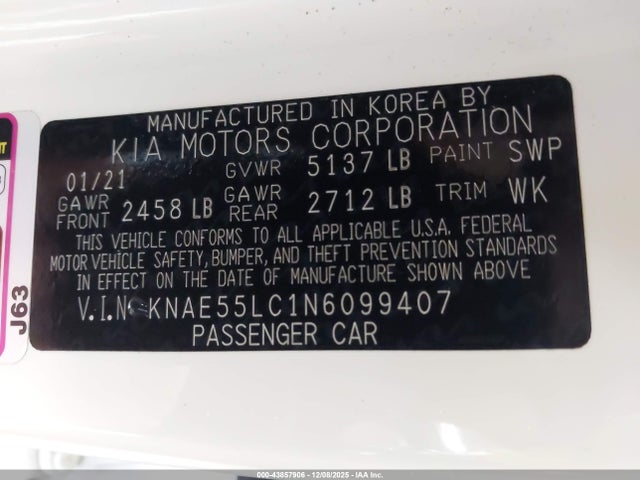 MANUFACTURED IN KOREA BY
KIA MOTORS CORPORATION
01/21 GVWR 5137 LB PAINT SWP
GAWR FRONT 2458 LB GAWR REAR 2712 LB TRIM WK
THIS VEHICLE CONFORMS TO ALL APPLICABLE U.S.A. FEDERAL
MOTOR VEHICLE SAFETY, BUMPER, AND THEFT PREVENTION STANDARDS
IN EFFECT ON THE DATE OF MANUFACTURE SHOWN ABOVE
V.I.N KNAE55LC1N6099407
PASSENGER CAR
J63
000-43857906 - 12/08/2025 - IAA Inc.